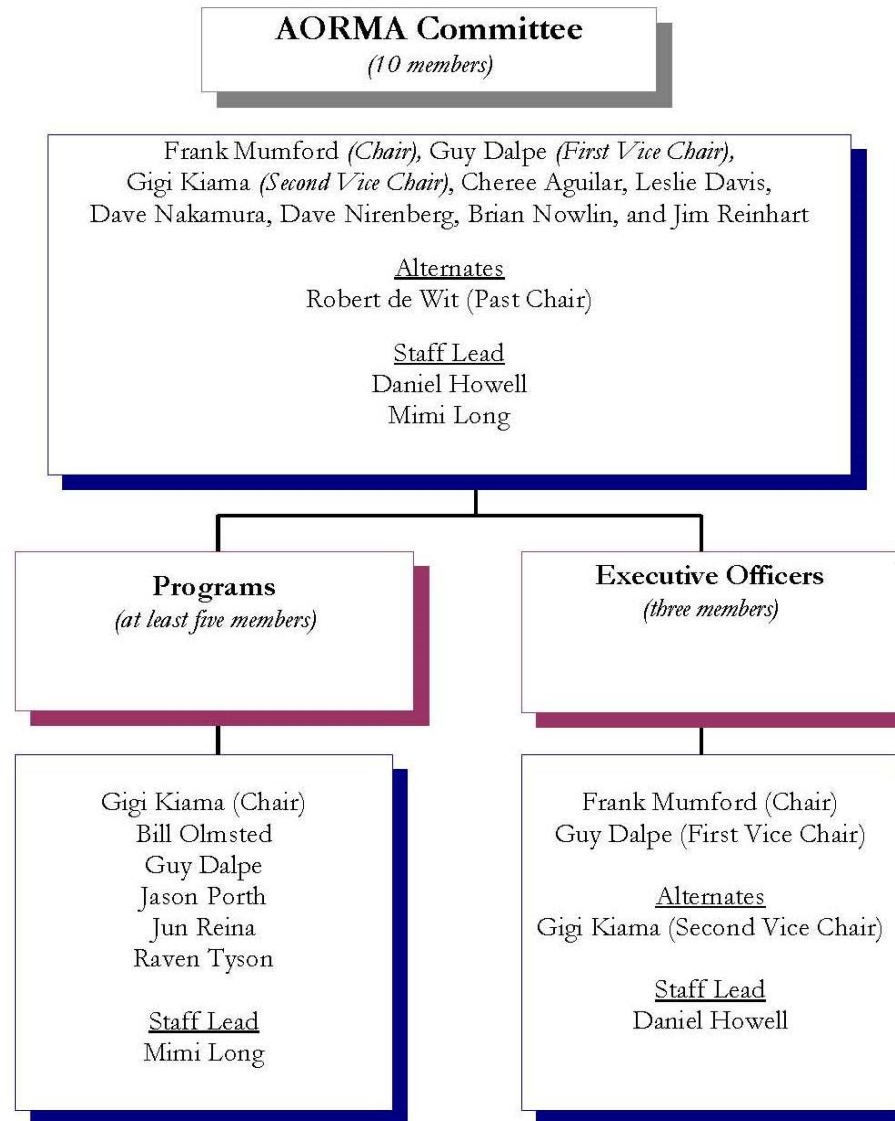 AORMA Committee
(10 members)
Frank Mumford (Chair), Guy Dalpe (First Vice Chair),
Gigi Kiama (Second Vice Chair), Cheree Aguilar, Leslie Davis,
Dave Nakamura, Dave Nirenberg, Brian Nowlin, and Jim Reinhart
Alternates
Robert de Wit (Past Chair)
Staff Lead
Daniel Howell
Mimi Long
Programs
(at least five members)
Executive Officers
(three members)
Gigi Kiama (Chair)
Bill Olmsted
Guy Dalpe
Jason Porth
Jun Reina
Raven Tyson
Staff Lead
Mimi Long
Frank Mumford (Chair)
Guy Dalpe (First Vice Chair)
Alternates
Gigi Kiama (Second Vice Chair)
Staff Lead
Daniel Howell